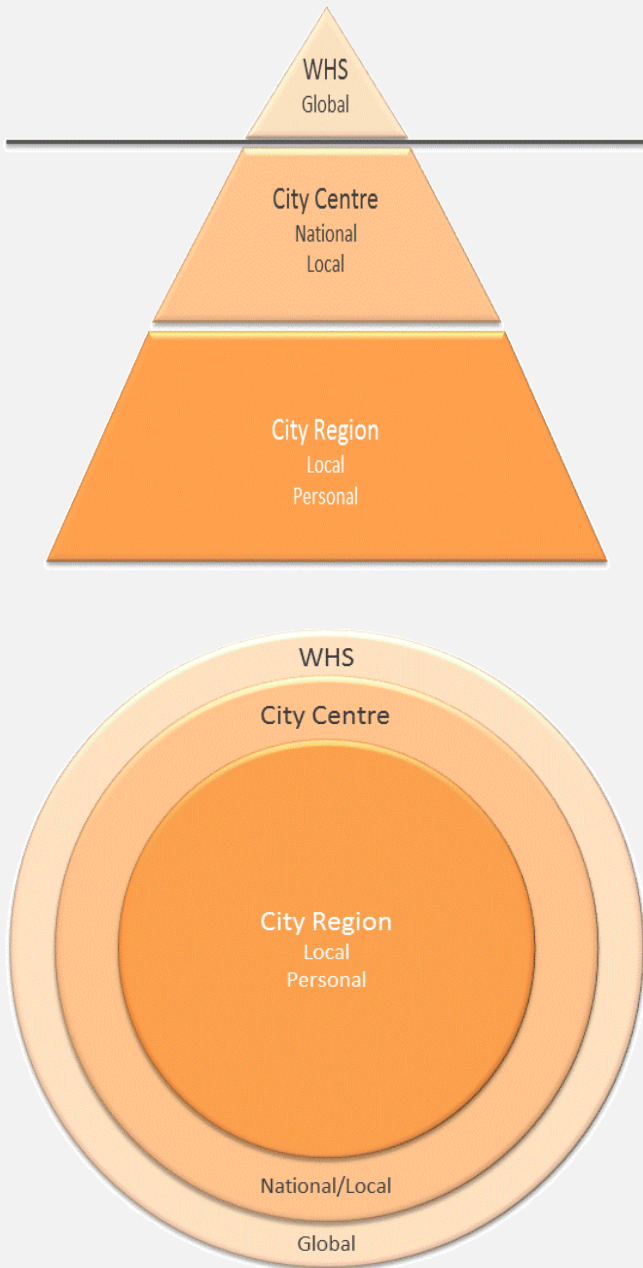 WHS
Global
City Centre
National
Local
City Region
Local
Personal
WHS
City Centre
City Region
Local
Personal
National/Local
Global